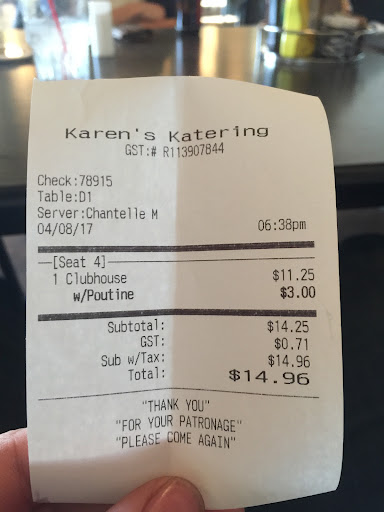 Karen's Katering
GST:# R113907844
Check:78915
Table:D1
Server:Chantelle M
04/08/17 06:38pm
[Seat 4]
1 Clubhouse $11.25
w/Poutine $3.00
Subtotal: $14.25
GST: $0.71
Sub w/Tax: $14.96
Total: $14.96
"THANK YOU"
"FOR YOUR PATRONAGE"
"PLEASE COME AGAIN"